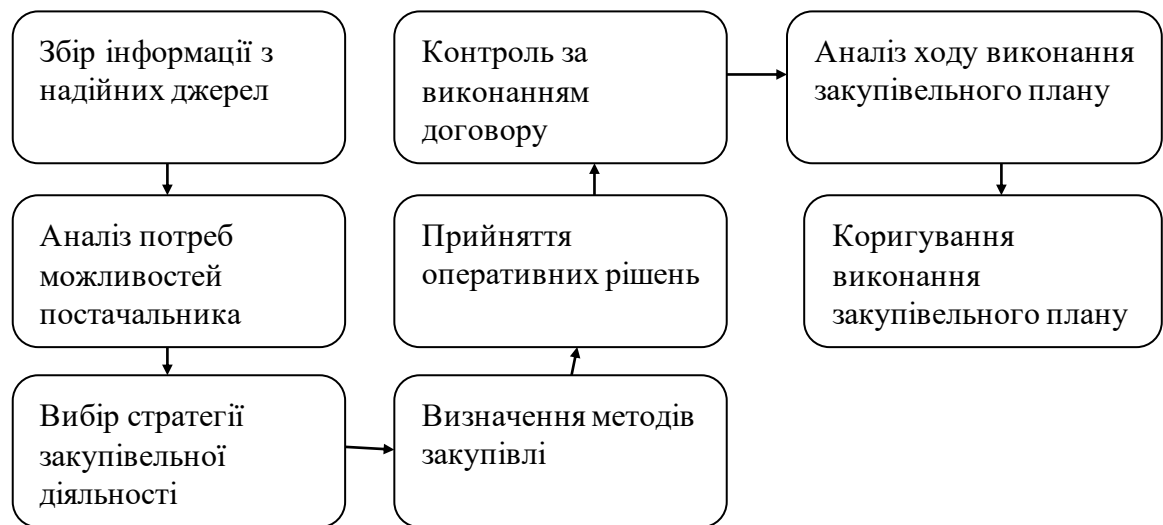 Збір інформації з
надійних джерел
Аналіз потреб
можливостей
постачальника
Вибір стратегії
закупівельної
діяльності
Визначення методів
закупівлі
Прийняття
оперативних рішень
Контроль за
виконанням
договору
Аналіз ходу виконання
закупівельного плану
Коригування
виконання
закупівельного плану